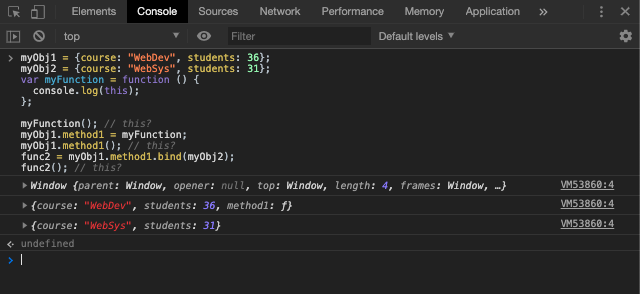 Elements Console Sources Network Performance Memory Application »
top Filter Default levels
myObj1 = {course: "WebDev", students: 36};
myObj2 = {course: "WebSys", students: 31};
var myFunction = function () {
console.log(this);
};
myFunction(); // this?
myObj1.method1 = myFunction;
myObj1.method1(); // this?
func2 = myObj1.method1.bind(myObj2);
func2(); // this?
Window {parent: Window, opener: null, top: Window, length: 4, frames: Window, …} VM53860:4
{course: "WebDev", students: 36, method1: ƒ} VM53860:4
{course: "WebSys", students: 31} VM53860:4
undefined